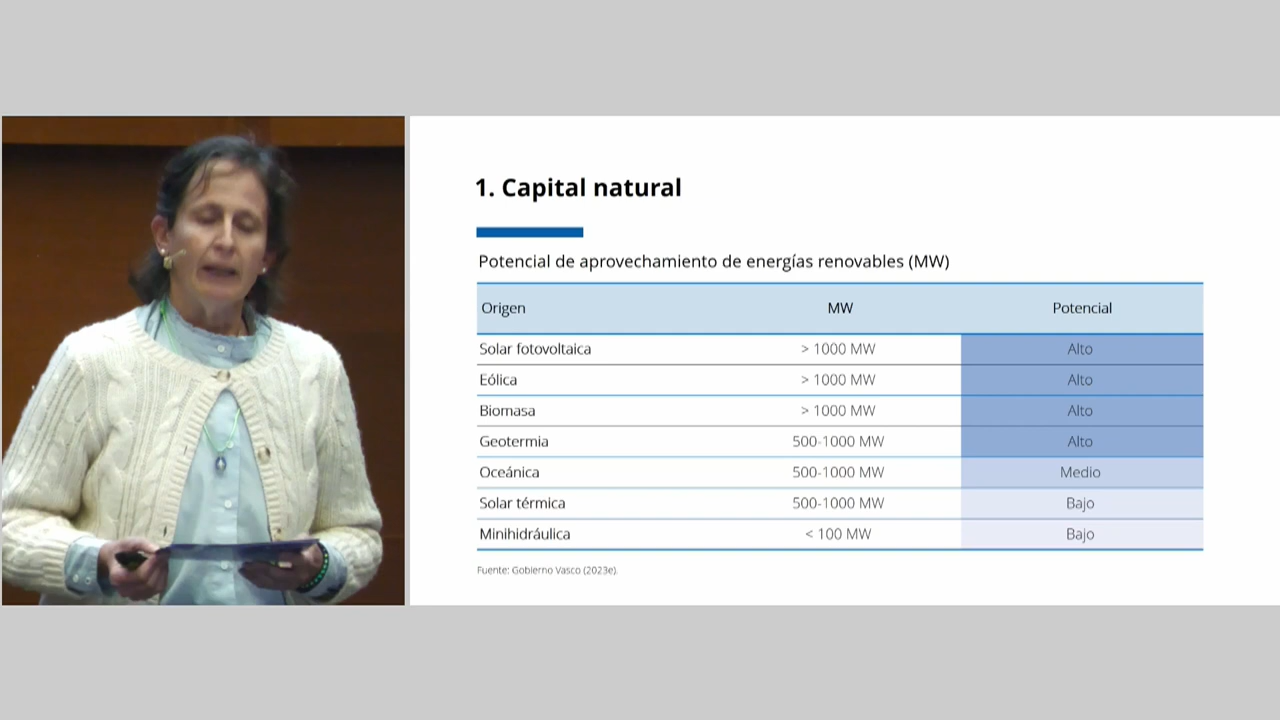 1. Capital natural
Potencial de aprovechamiento de energías renovables (MW)
Origen MW Potencial
Solar fotovoltaica > 1000 MW Alto
Eólica > 1000 MW Alto
Biomasa > 1000 MW Alto
Geotermia 500-1000 MW Alto
Oceánica 500-1000 MW Medio
Solar térmica 500-1000 MW Bajo
Minihidráulica < 100 MW Bajo
Fuente: Gobierno Vasco (2023e).